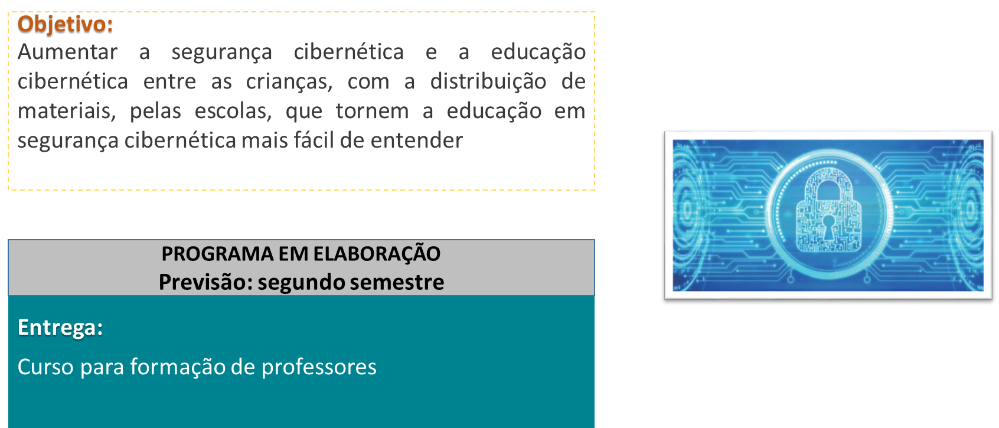 Objetivo:
Aumentar a segurança cibernética e a educação
cibernética entre as crianças, com a distribuição de
materiais, pelas escolas, que tornem a educação em
segurança cibernética mais fácil de entender
PROGRAMA EM ELABORAÇÃO
Previsão: segundo semestre
Entrega:
Curso para formação de professores